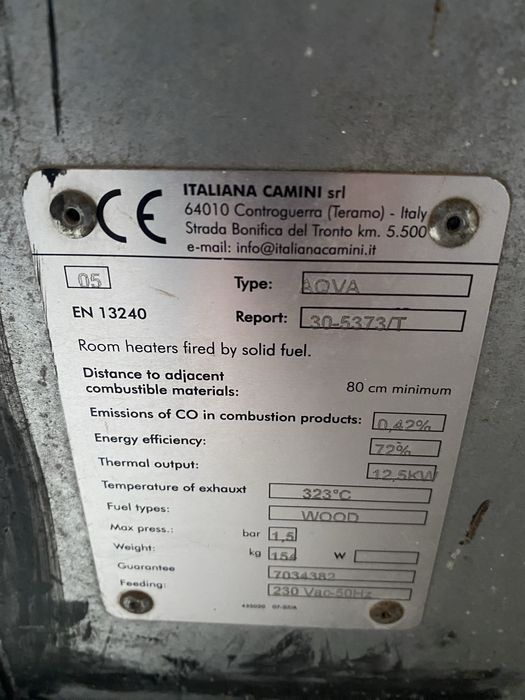 CE ITALIANA CAMINI srl
64010 Controguerra (Teramo) - Italy
Strada Bonifica del Tronto km. 5.500
e-mail: info@italianacamini.it
05 Type: AQVA
EN 13240 Report: 30-5373/T
Room heaters fired by solid fuel.
Distance to adjacent
combustible materials: 80 cm minimum
Emissions of CO in combustion products: 0,42%
Energy efficiency: 72%
Thermal output: 12,5KW
Temperature of exhauxt 323°C
Fuel types: WOOD
Max press.: bar 1,5
Weight: kg 154 W
Guarantee 7034382
Feeding: 230 Vac-50Hz